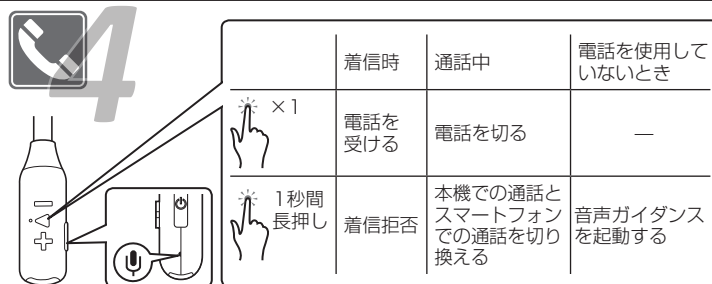 4
着信時
通話中
電話を使用して
いないとき
×1
電話を
受ける
電話を切る
—
1秒間
長押し
着信拒否
本機での通話と
スマートフォン
での通話を切り
換える
音声ガイダンス
を起動する